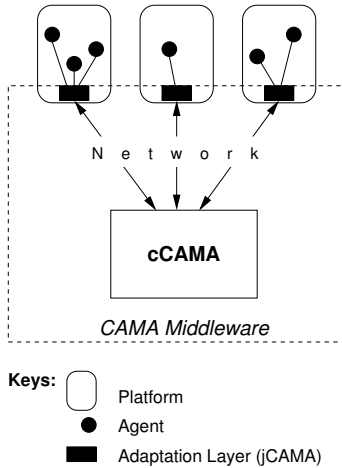 N e t w o r k
cCAMA
CAMA Middleware
Keys:
Platform
Agent
Adaptation Layer (jCAMA)